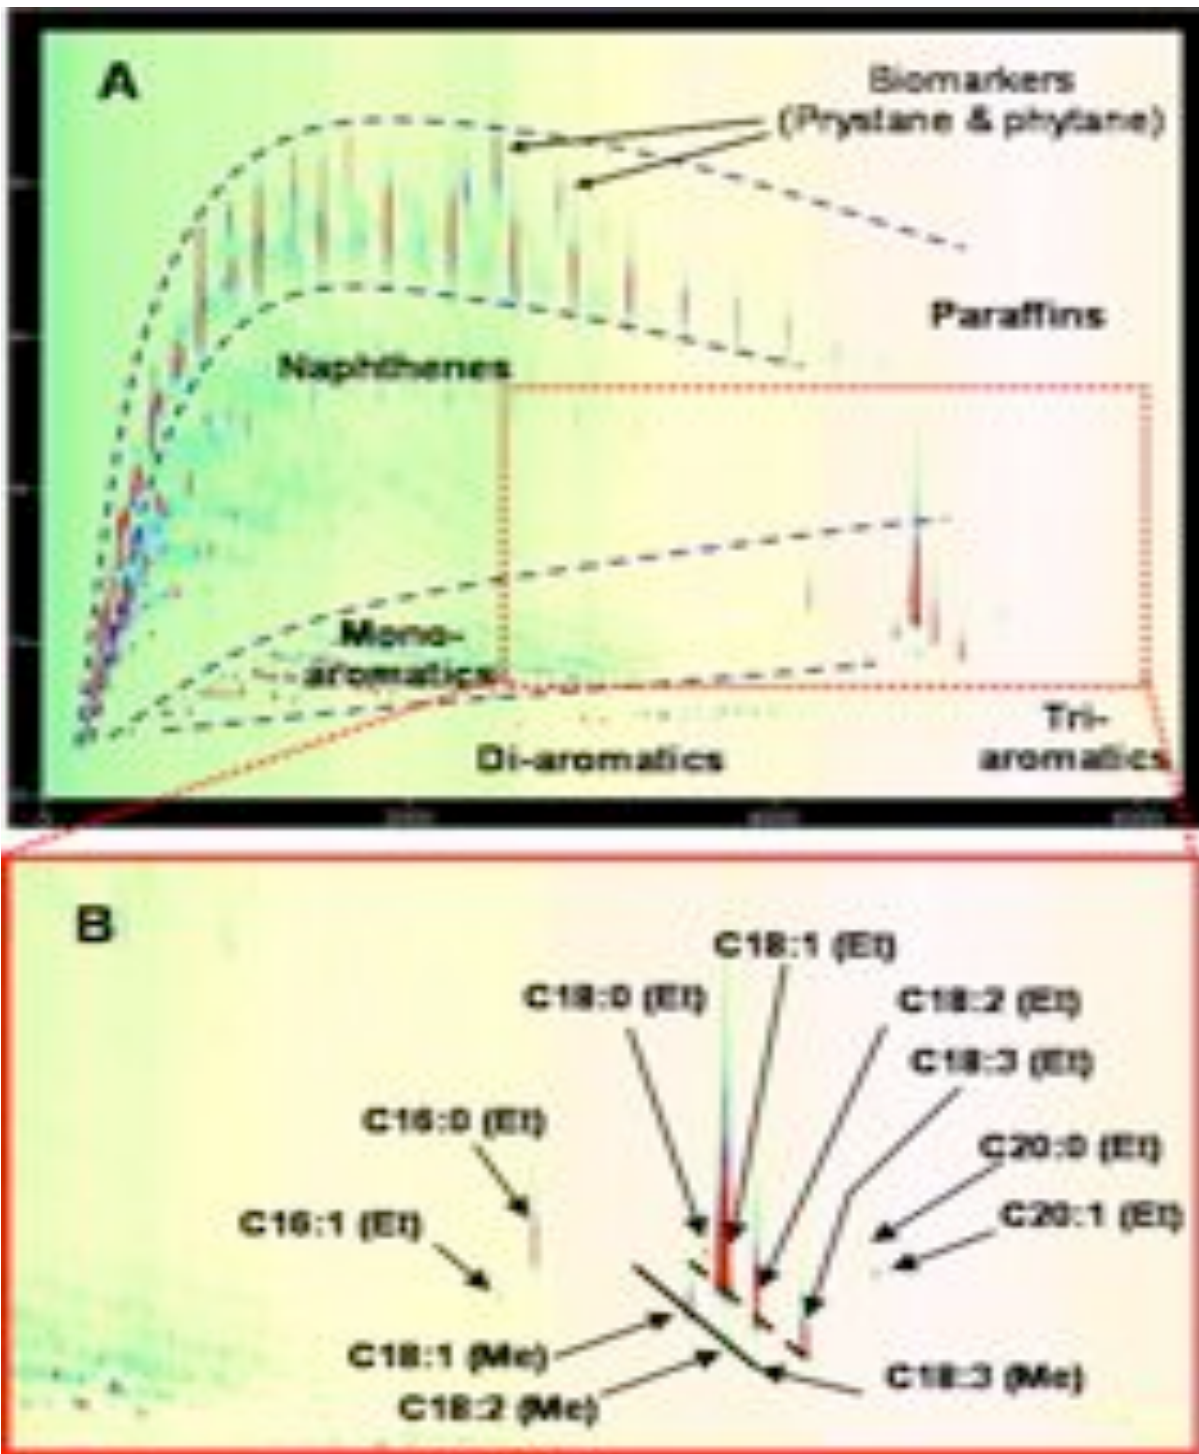 A
Biomarkers
(Prystane & phytane)
Paraffins
Naphthenes
Mono-
aromatics
Di-aromatics
Tri-
aromatics
B
C18:1 (Et)
C18:0 (Et)
C18:2 (Et)
C18:3 (Et)
C16:0 (Et)
C20:0 (Et)
C16:1 (Et)
C20:1 (Et)
C18:1 (Me)
C18:3 (Me)
C18:2 (Me)